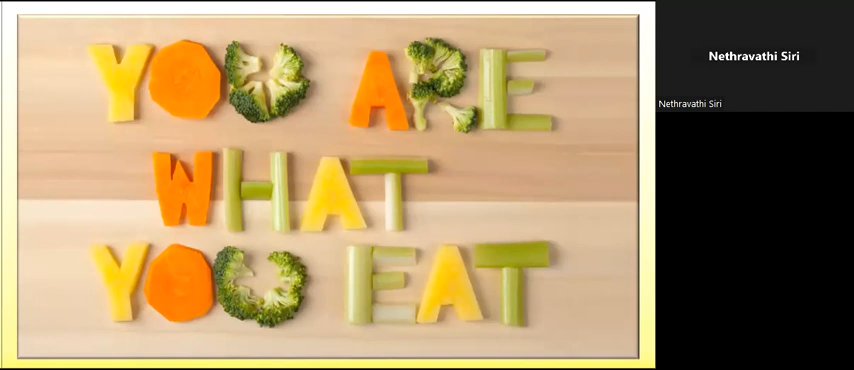 YOU ARE
WHAT
YOU EAT
Nethravathi Siri
Nethravathi Siri